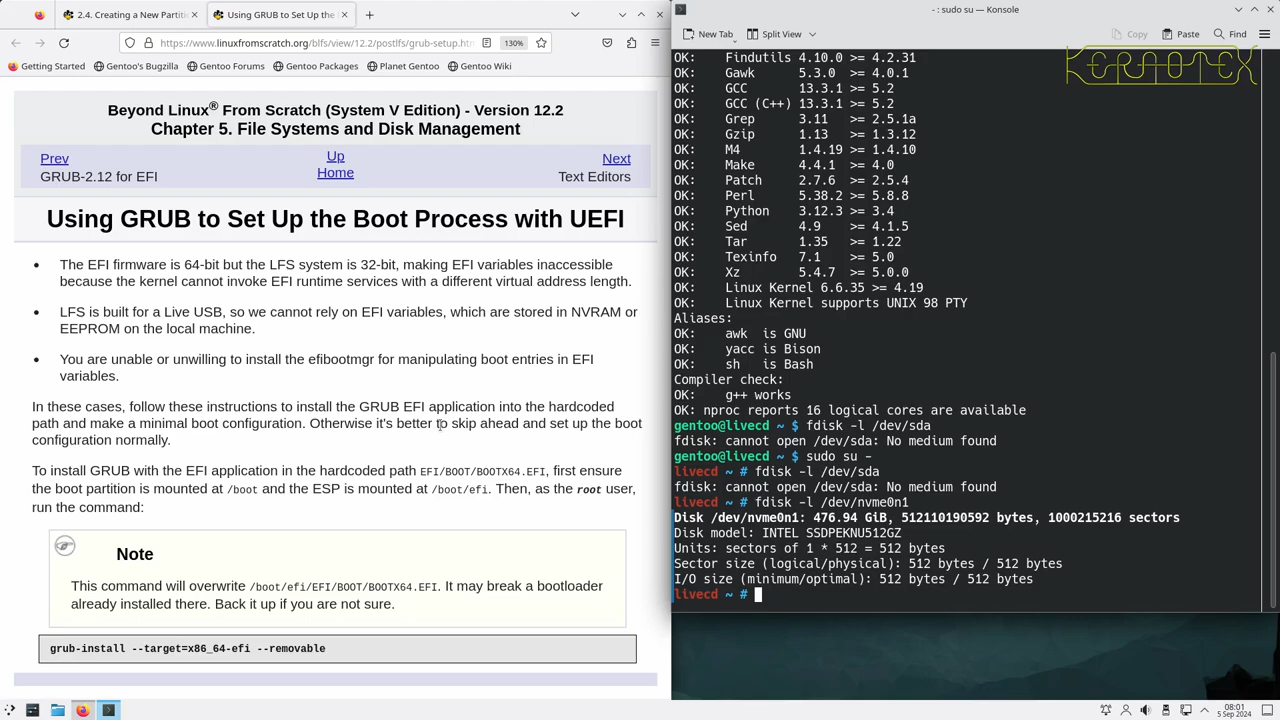 2.4. Creating a New Partiti
Using GRUB to Set Up the
https://www.linuxfromscratch.org/blfs/view/12.2/postlfs/grub-setup.htm
130%
Getting Started
Gentoo's Bugzilla
Gentoo Forums
Gentoo Packages
Planet Gentoo
Gentoo Wiki
Beyond Linux® From Scratch (System V Edition) - Version 12.2
Chapter 5. File Systems and Disk Management
Prev
Up
Next
GRUB-2.12 for EFI
Home
Text Editors
Using GRUB to Set Up the Boot Process with UEFI
• The EFI firmware is 64-bit but the LFS system is 32-bit, making EFI variables inaccessible
because the kernel cannot invoke EFI runtime services with a different virtual address length.
• LFS is built for a Live USB, so we cannot rely on EFI variables, which are stored in NVRAM or
EEPROM on the local machine.
• You are unable or unwilling to install the efibootmgr for manipulating boot entries in EFI
variables.
In these cases, follow these instructions to install the GRUB EFI application into the hardcoded
path and make a minimal boot configuration. Otherwise it's better to skip ahead and set up the boot
configuration normally.
To install GRUB with the EFI application in the hardcoded path EFI/BOOT/BOOTX64.EFI, first ensure
the boot partition is mounted at /boot and the ESP is mounted at /boot/efi. Then, as the root user,
run the command:
Note
This command will overwrite /boot/efi/EFI/BOOT/BOOTX64.EFI. It may break a bootloader
already installed there. Back it up if you are not sure.
grub-install --target=x86_64-efi --removable
- : sudo su — Konsole
New Tab
Split View
Copy
Paste
Find
KERNOTEX
OK: Findutils 4.10.0 >= 4.2.31
OK: Gawk 5.3.0 >= 4.0.1
OK: GCC 13.3.1 >= 5.2
OK: GCC (C++) 13.3.1 >= 5.2
OK: Grep 3.11 >= 2.5.1a
OK: Gzip 1.13 >= 1.3.12
OK: M4 1.4.19 >= 1.4.10
OK: Make 4.4.1 >= 4.0
OK: Patch 2.7.6 >= 2.5.4
OK: Perl 5.38.2 >= 5.8.8
OK: Python 3.12.3 >= 3.4
OK: Sed 4.9 >= 4.1.5
OK: Tar 1.35 >= 1.22
OK: Texinfo 7.1 >= 5.0
OK: Xz 5.4.7 >= 5.0.0
OK: Linux Kernel 6.6.35 >= 4.19
OK: Linux Kernel supports UNIX 98 PTY
Aliases:
OK: awk is GNU
OK: yacc is Bison
OK: sh is Bash
Compiler check:
OK: g++ works
OK: nproc reports 16 logical cores are available
gentoo@livecd ~ $ fdisk -l /dev/sda
fdisk: cannot open /dev/sda: No medium found
gentoo@livecd ~ $ sudo su -
livecd ~ # fdisk -l /dev/sda
fdisk: cannot open /dev/sda: No medium found
livecd ~ # fdisk -l /dev/nvme0n1
Disk /dev/nvme0n1: 476.94 GiB, 512110190592 bytes, 1000215216 sectors
Disk model: INTEL SSDPEKNU512GZ
Units: sectors of 1 * 512 = 512 bytes
Sector size (logical/physical): 512 bytes / 512 bytes
I/O size (minimum/optimal): 512 bytes / 512 bytes
livecd ~ #
08:01
5 Sep 2024